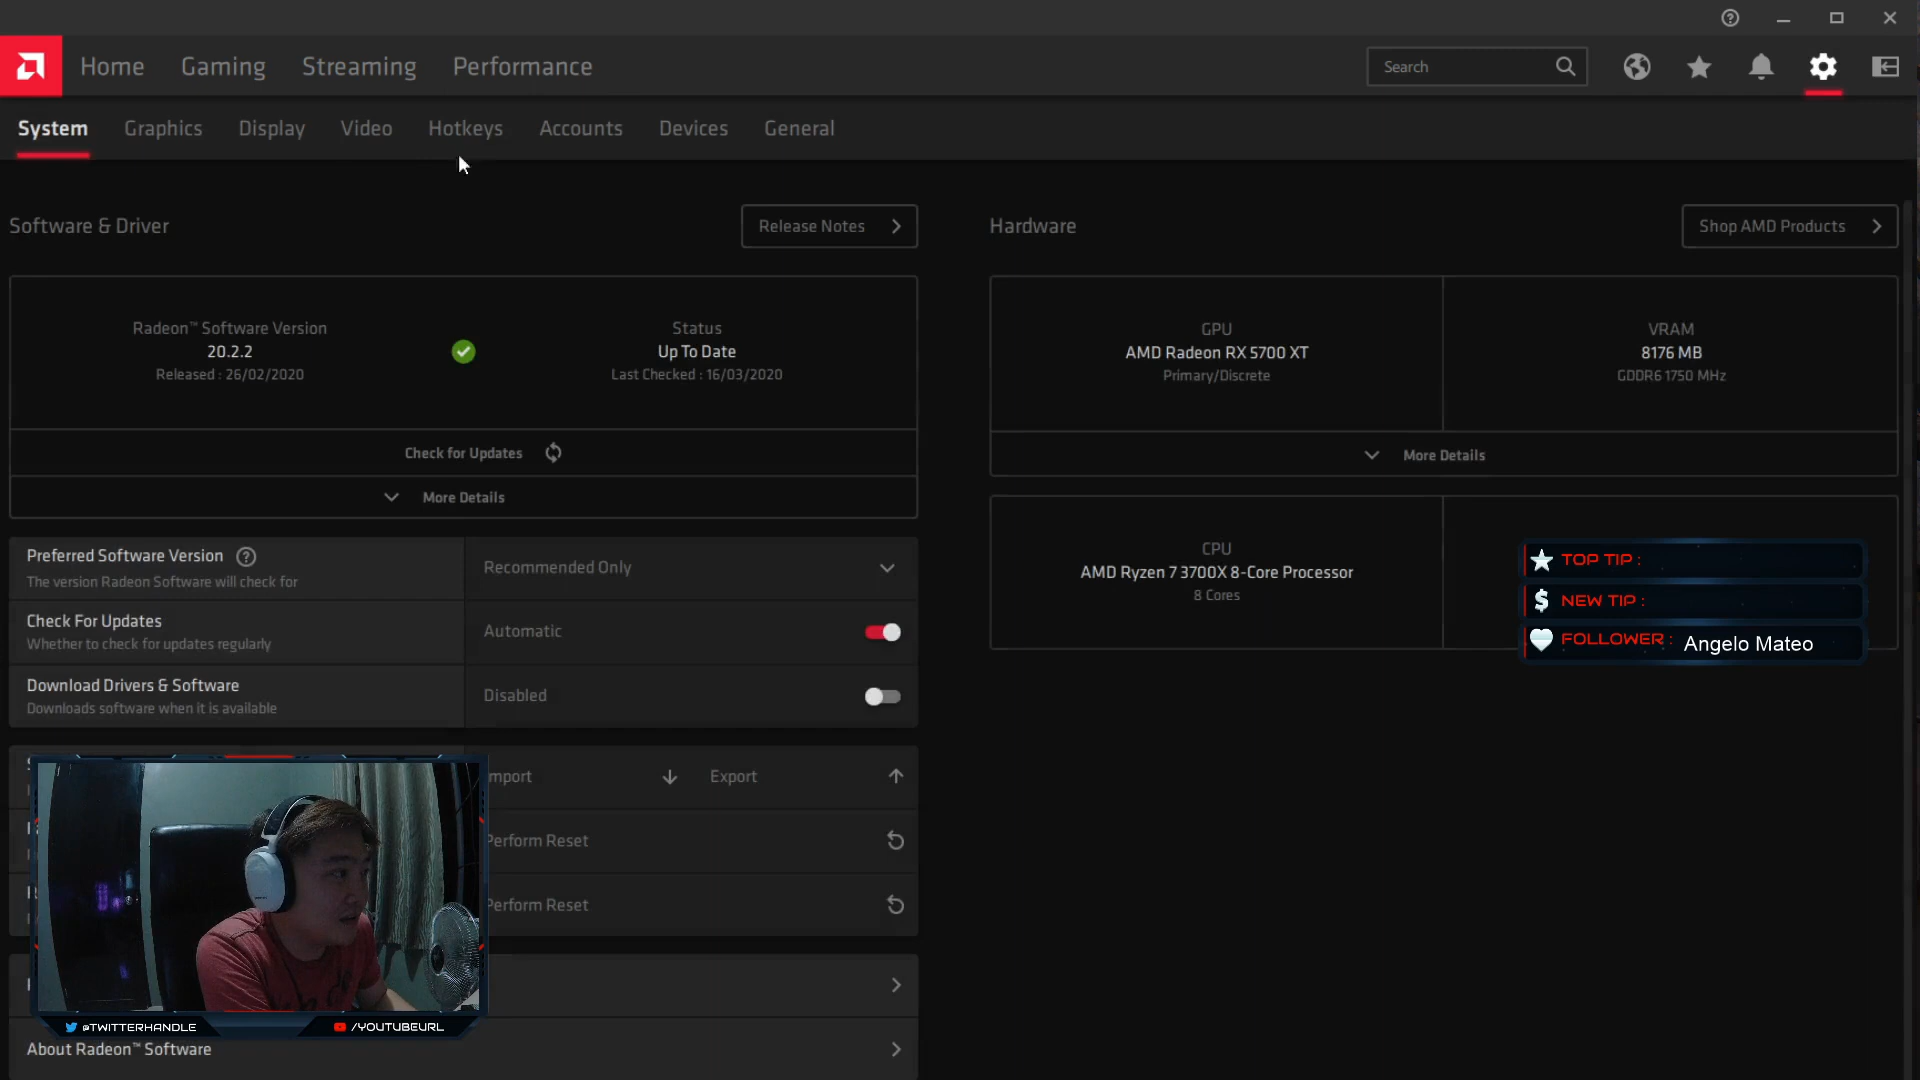 Home Gaming Streaming Performance
Search
System Graphics Display Video Hotkeys Accounts Devices General
Software & Driver
Release Notes
Radeon™ Software Version
20.2.2
Released : 26/02/2020
Status
Up To Date
Last Checked : 16/03/2020
Check for Updates
More Details
Preferred Software Version
The version Radeon Software will check for
Recommended Only
Check For Updates
Whether to check for updates regularly
Automatic
Download Drivers & Software
Downloads software when it is available
Disabled
mport
Export
Perform Reset
Perform Reset
About Radeon™ Software
@TWITTERHANDLE
/YOUTUBEURL
Hardware
Shop AMD Products
GPU
AMD Radeon RX 5700 XT
Primary/Discrete
VRAM
8176 MB
GDDR6 1750 MHz
More Details
CPU
AMD Ryzen 7 3700X 8-Core Processor
8 Cores
TOP TIP :
NEW TIP :
FOLLOWER : Angelo Mateo